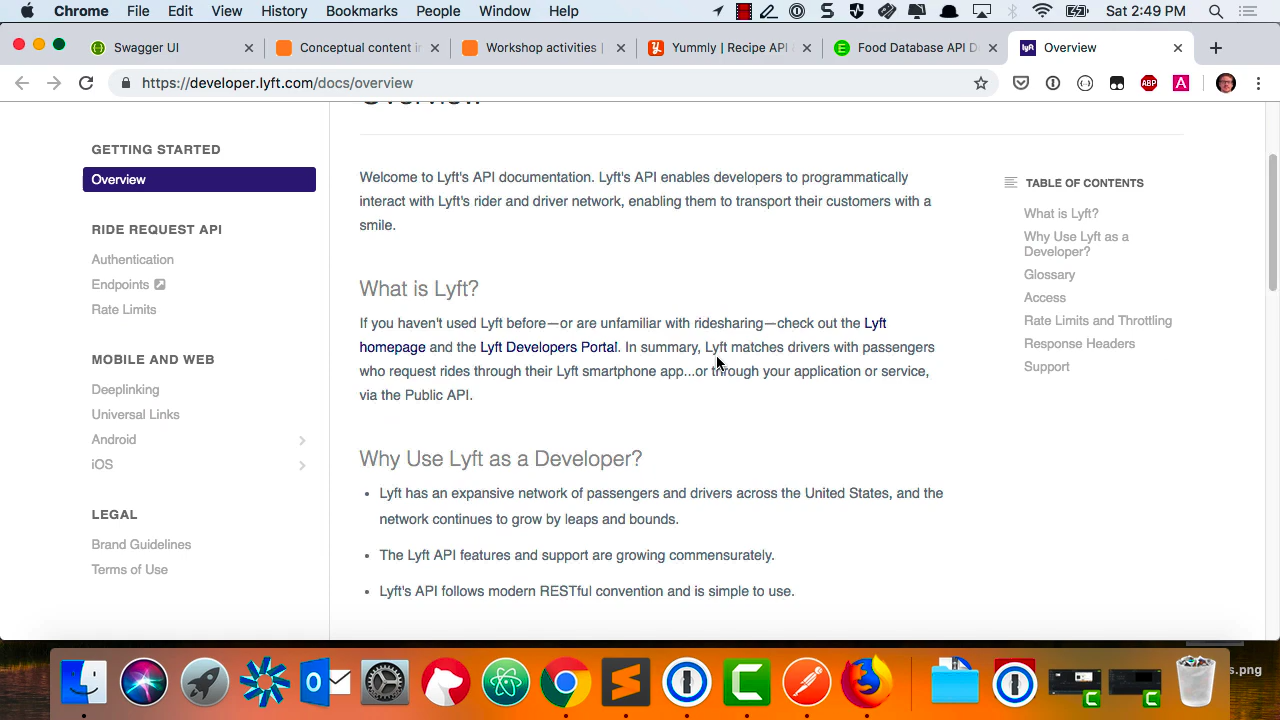 Chrome File Edit View History Bookmarks People Window Help Sat 2:49 PM
Swagger UI
Conceptual content in
Workshop activities |
Yummly | Recipe API
Food Database API D
Overview
https://developer.lyft.com/docs/overview
ABP
A
GETTING STARTED
Overview
RIDE REQUEST API
Authentication
Endpoints
Rate Limits
MOBILE AND WEB
Deeplinking
Universal Links
Android
iOS
LEGAL
Brand Guidelines
Terms of Use
Overview
Welcome to Lyft's API documentation. Lyft's API enables developers to programmatically
interact with Lyft's rider and driver network, enabling them to transport their customers with a
smile.
What is Lyft?
If you haven't used Lyft before—or are unfamiliar with ridesharing—check out the Lyft
homepage and the Lyft Developers Portal. In summary, Lyft matches drivers with passengers
who request rides through their Lyft smartphone app...or through your application or service,
via the Public API.
Why Use Lyft as a Developer?
• Lyft has an expansive network of passengers and drivers across the United States, and the
network continues to grow by leaps and bounds.
• The Lyft API features and support are growing commensurately.
• Lyft's API follows modern RESTful convention and is simple to use.
TABLE OF CONTENTS
What is Lyft?
Why Use Lyft as a
Developer?
Glossary
Access
Rate Limits and Throttling
Response Headers
Support
s.png